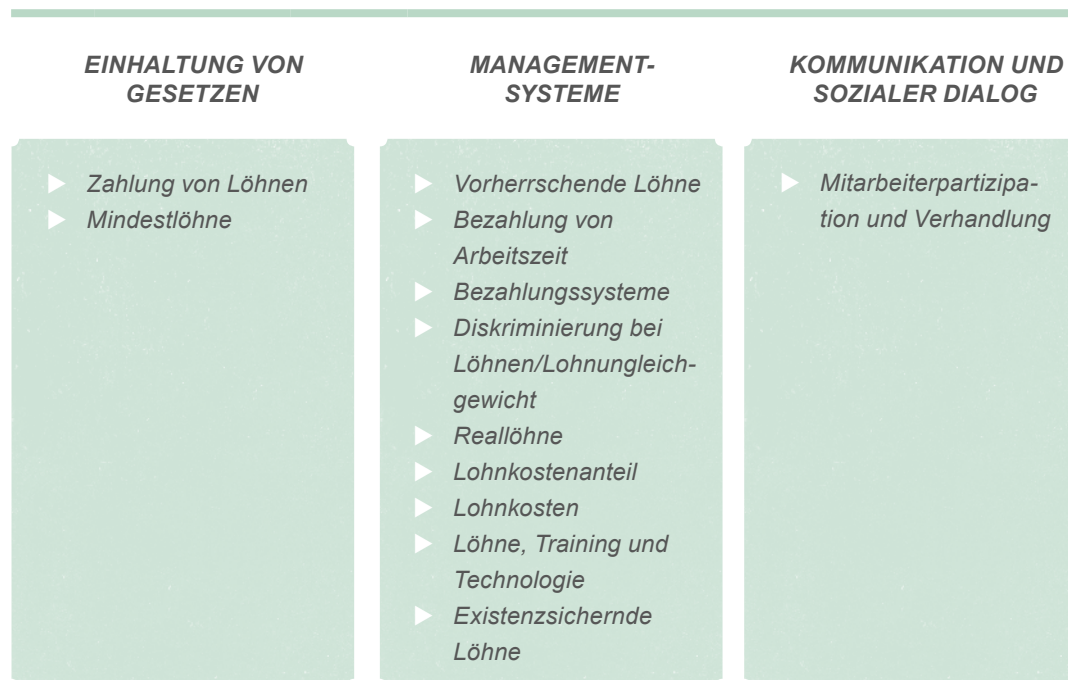 EINHALTUNG VON
GESETZEN
Zahlung von Löhnen
Mindestlöhne
MANAGEMENT-
SYSTEME
Vorherrschende Löhne
Bezahlung von
Arbeitszeit
Bezahlungssysteme
Diskriminierung bei
Löhnen/Lohnungleich-
gewicht
Reallöhne
Lohnkostenanteil
Lohnkosten
Löhne, Training und
Technologie
Existenzsichernde
Löhne
KOMMUNIKATION UND
SOZIALER DIALOG
Mitarbeiterpartizipa-
tion und Verhandlung